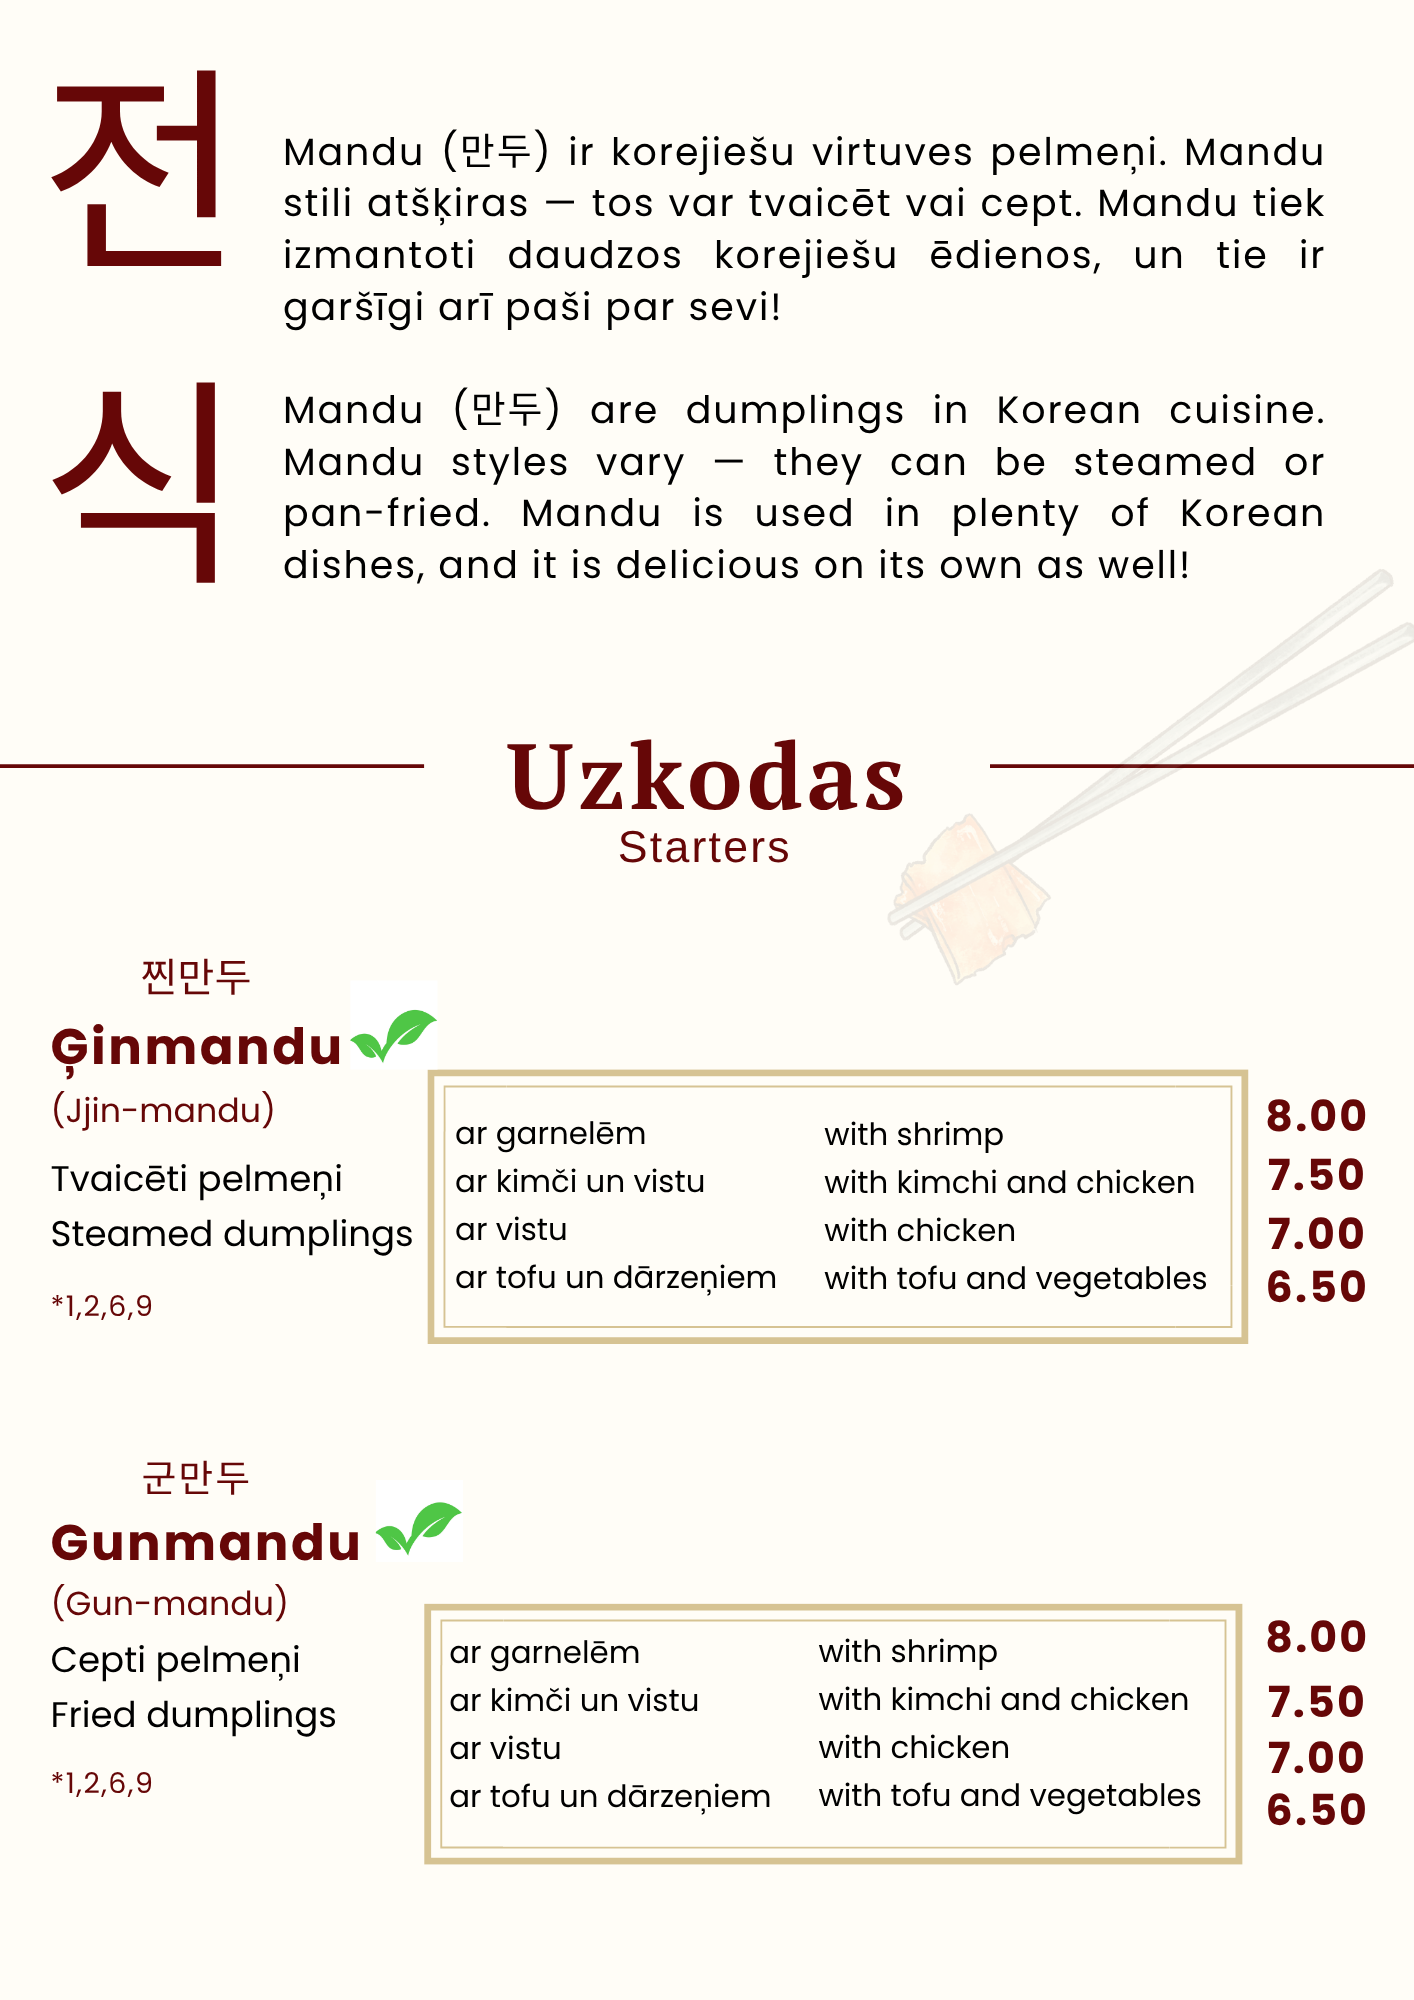 전
식
Mandu (만두) ir korejiešu virtuves pelmeņi. Mandu
stili atšķiras — tos var tvaicēt vai cept. Mandu tiek
izmantoti daudzos korejiešu ēdienos, un tie ir
garšīgi arī paši par sevi!
Mandu (만두) are dumplings in Korean cuisine.
Mandu styles vary — they can be steamed or
pan-fried. Mandu is used in plenty of Korean
dishes, and it is delicious on its own as well!
Uzkodas
Starters
찐만두
Ģinmandu
(Jjin-mandu)
Tvaicēti pelmeņi
Steamed dumplings
*1,2,6,9
ar garnelēm with shrimp 8.00
ar kimči un vistu with kimchi and chicken 7.50
ar vistu with chicken 7.00
ar tofu un dārzeņiem with tofu and vegetables 6.50
군만두
Gunmandu
(Gun-mandu)
Cepti pelmeņi
Fried dumplings
*1,2,6,9
ar garnelēm with shrimp 8.00
ar kimči un vistu with kimchi and chicken 7.50
ar vistu with chicken 7.00
ar tofu un dārzeņiem with tofu and vegetables 6.50